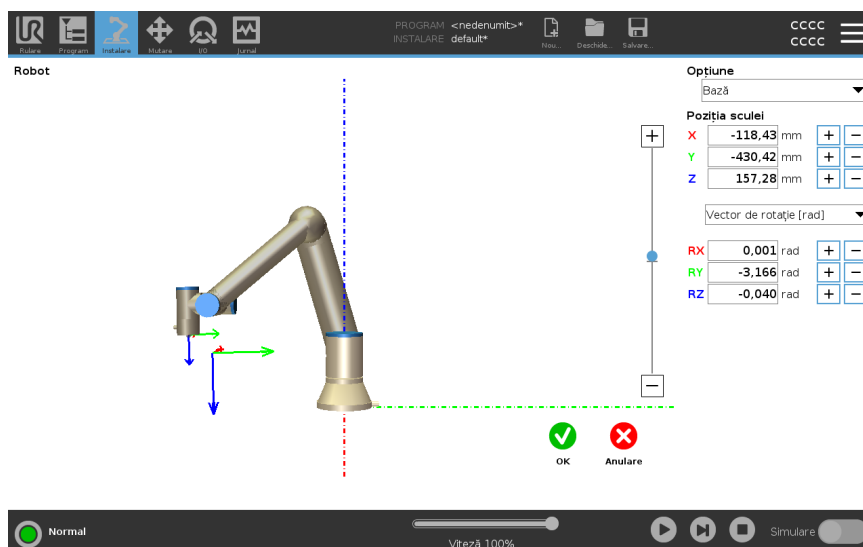 PROGRAM <nedenumit>*
INSTALARE default*
cccc
cccc
Rulare Program Instalare Mutare I/O Jurnal Nou... Deschide... Salvare...
Robot
Opțiune
Bază
Poziția sculei
X -118,43 mm + −
Y -430,42 mm + −
Z 157,28 mm + −
Vector de rotație [rad]
RX 0,001 rad + −
RY -3,166 rad + −
RZ -0,040 rad + −
OK Anulare
Normal
Viteză 100%
Simulare